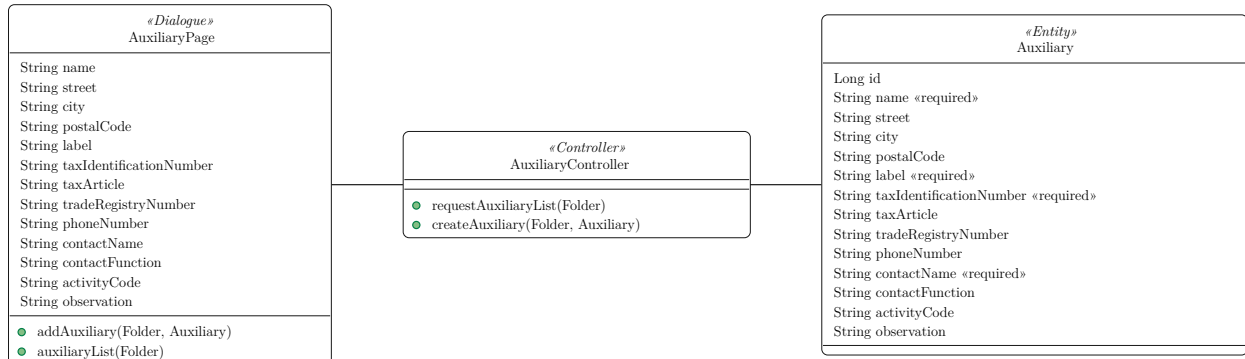 «Dialogue»
AuxiliaryPage
String name
String street
String city
String postalCode
String label
String taxIdentificationNumber
String taxArticle
String tradeRegistryNumber
String phoneNumber
String contactName
String contactFunction
String activityCode
String observation
addAuxiliary(Folder, Auxiliary)
auxiliaryList(Folder)
«Controller»
AuxiliaryController
requestAuxiliaryList(Folder)
createAuxiliary(Folder, Auxiliary)
«Entity»
Auxiliary
Long id
String name «required»
String street
String city
String postalCode
String label «required»
String taxIdentificationNumber «required»
String taxArticle
String tradeRegistryNumber
String phoneNumber
String contactName «required»
String contactFunction
String activityCode
String observation